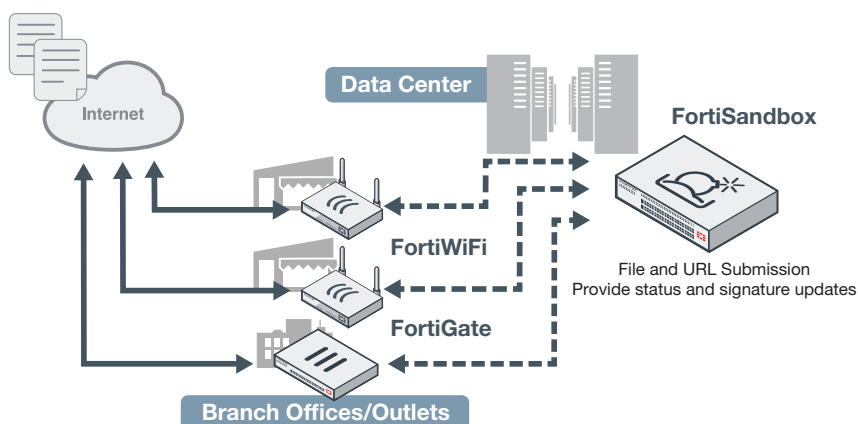 Data Center
Internet
FortiSandbox
FortiWiFi
File and URL Submission
Provide status and signature updates
FortiGate
Branch Offices/Outlets